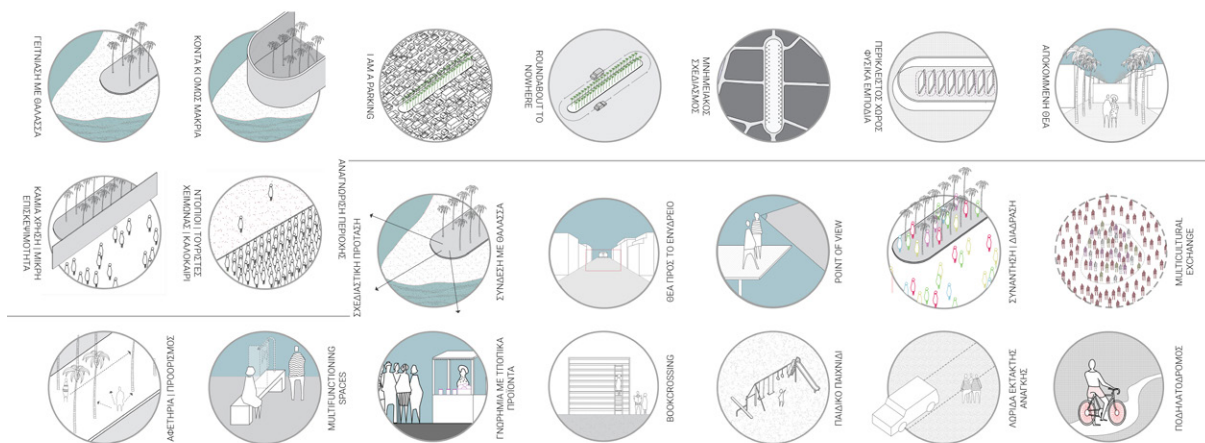 ΓΕΙΤΝΙΑΣΗ ΜΕ ΘΑΛΑΣΣΑ
ΚΟΝΤΑ ΚΙ ΟΜΩΣ ΜΑΚΡΙΑ
I AM A PARKING
ROUNDABOUT TO
NOWHERE
ΜΝΗΜΕΙΑΚΟΣ
ΣΧΕΔΙΑΣΜΟΣ
ΠΕΡΙΚΛΕΙΣΤΟΣ ΧΩΡΟΣ
ΦΥΣΙΚΑ ΕΜΠΟΔΙΑ
ΑΠΟΚΟΜΜΕΝΗ ΘΕΑ
ΚΑΜΙΑ ΧΡΗΣΗ | ΜΙΚΡΗ
ΕΠΙΣΚΕΨΙΜΟΤΗΤΑ
ΝΤΟΠΙΟΙ | ΤΟΥΡΙΣΤΕΣ
ΧΕΙΜΩΝΑΣ | ΚΑΛΟΚΑΙΡΙ
ΑΝΑΓΝΩΡΙΣΗ ΠΕΡΙΟΧΗΣ
ΣΧΕΔΙΑΣΤΙΚΗ ΠΡΟΤΑΣΗ
ΣΥΝΔΕΣΗ ΜΕ ΘΑΛΑΣΣΑ
ΘΕΑ ΠΡΟΣ ΤΟ ΕΝΥΔΡΕΙΟ
POINT OF VIEW
ΣΥΝΑΝΤΗΣΗ | ΔΙΑΔΡΑΣΗ
MULTICULTURAL
EXCHANGE
ΑΦΕΤΗΡΙΑ | ΠΡΟΟΡΙΣΜΟΣ
MULTIFUNCTIONING
SPACES
ΓΝΩΡΙΜΙΑ ΜΕ ΤΠΟΠΙΚΑ
ΠΡΟΪΟΝΤΑ
BOOKCROSSING
ΠΑΙΔΙΚΟ ΠΑΙΧΝΙΔΙ
ΛΩΡΙΔΑ ΕΚΤΑΚΤΗΣ
ΑΝΑΓΚΗΣ
ΠΟΔΗΛΑΤΟΔΡΟΜΟΣ